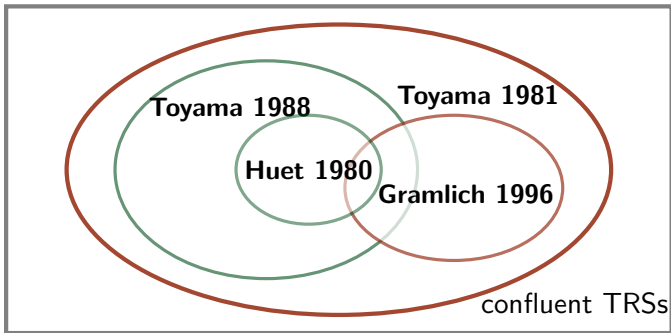 Toyama 1981
Toyama 1988
Huet 1980
Gramlich 1996
confluent TRSs